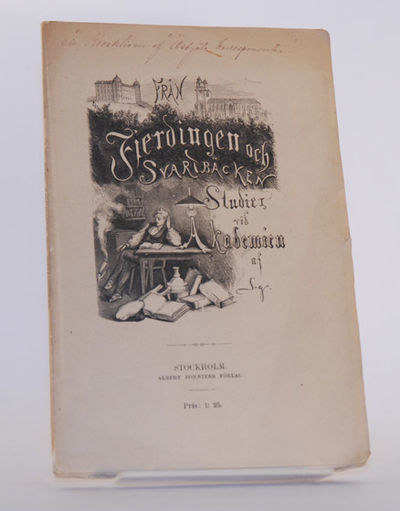 FRÅN
Fjerdingen och
SVARTBÄCKEN
Studier
vid
Akademien
af
STOCKHOLM.
ALBERT BONNIERS FÖRLAG.
Pris: 1: 25.